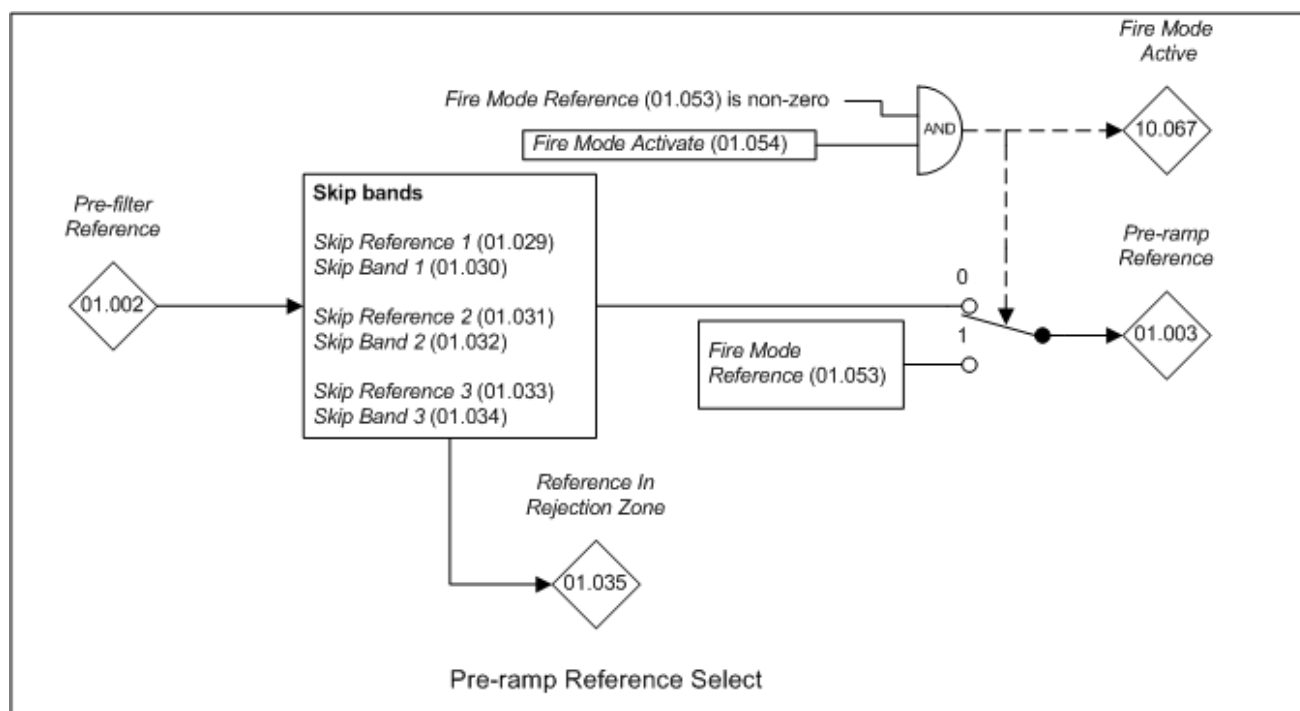 Fire Mode
Active
Fire Mode Reference (01.053) is non-zero
AND
10.067
Fire Mode Activate (01.054)
Pre-filter
Reference
01.002
Skip bands
Skip Reference 1 (01.029)
Skip Band 1 (01.030)
Skip Reference 2 (01.031)
Skip Band 2 (01.032)
Skip Reference 3 (01.033)
Skip Band 3 (01.034)
0
1
Fire Mode
Reference (01.053)
Pre-ramp
Reference
01.003
Reference In
Rejection Zone
01.035
Pre-ramp Reference Select